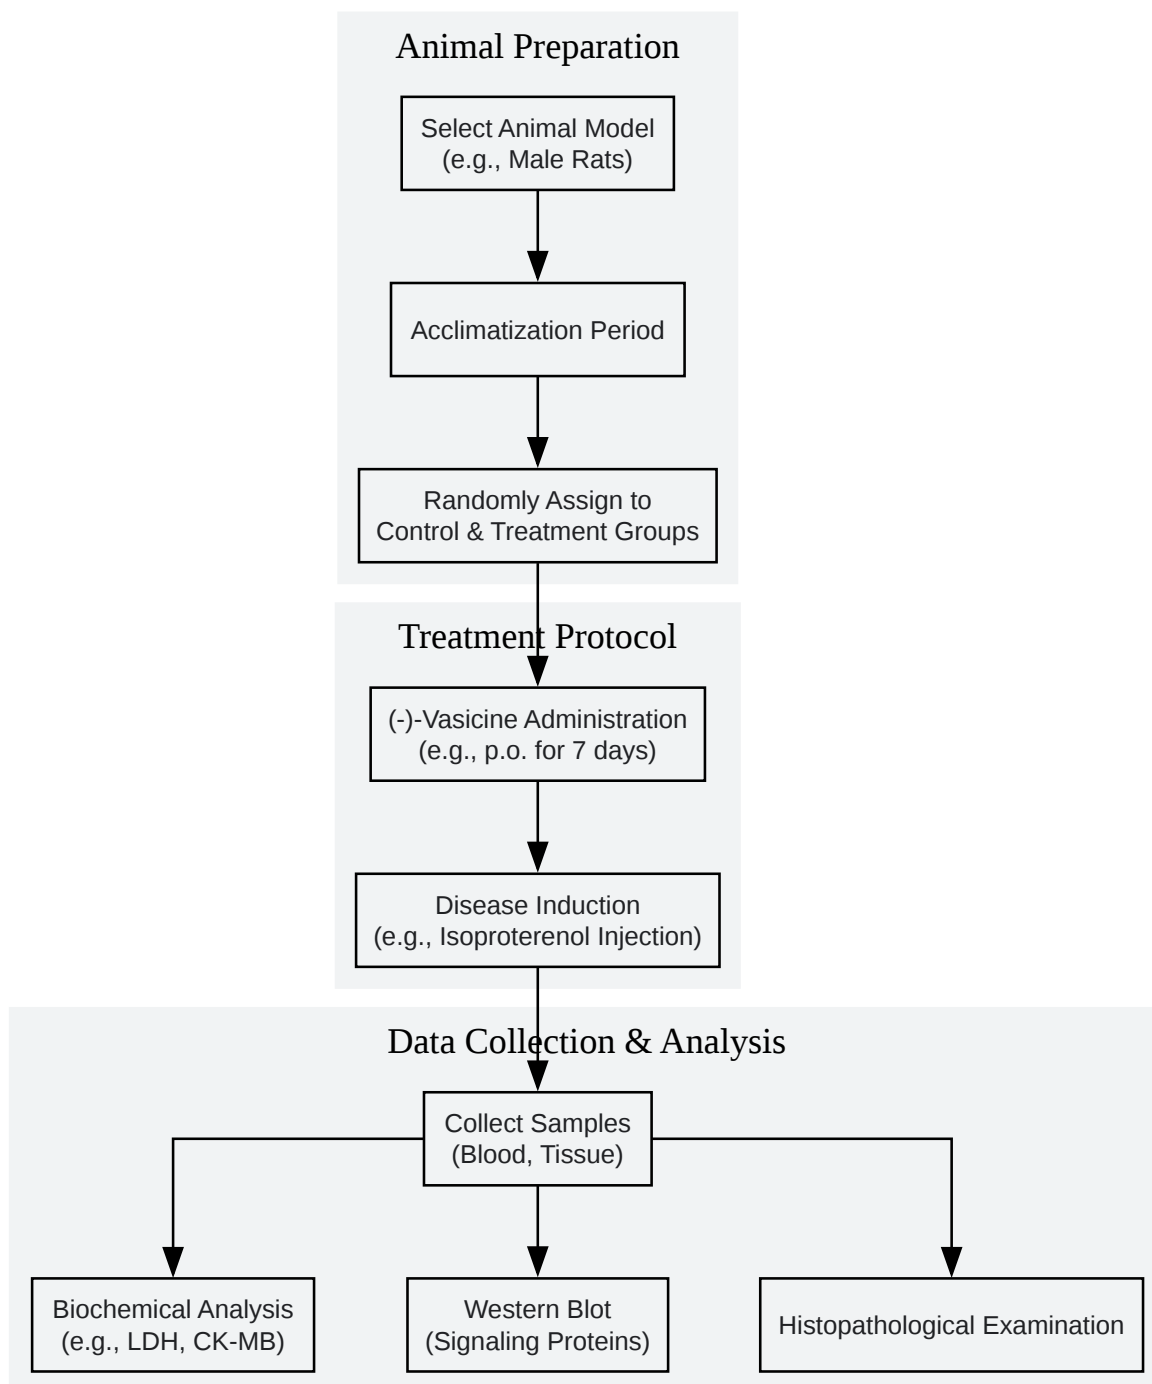 Animal Preparation
Select Animal Model
(e.g., Male Rats)
Acclimatization Period
Randomly Assign to
Control & Treatment Groups
Treatment Protocol
(-)-Vasicine Administration
(e.g., p.o. for 7 days)
Disease Induction
(e.g., Isoproterenol Injection)
Data Collection & Analysis
Collect Samples
(Blood, Tissue)
Biochemical Analysis
(e.g., LDH, CK-MB)
Western Blot
(Signaling Proteins)
Histopathological Examination